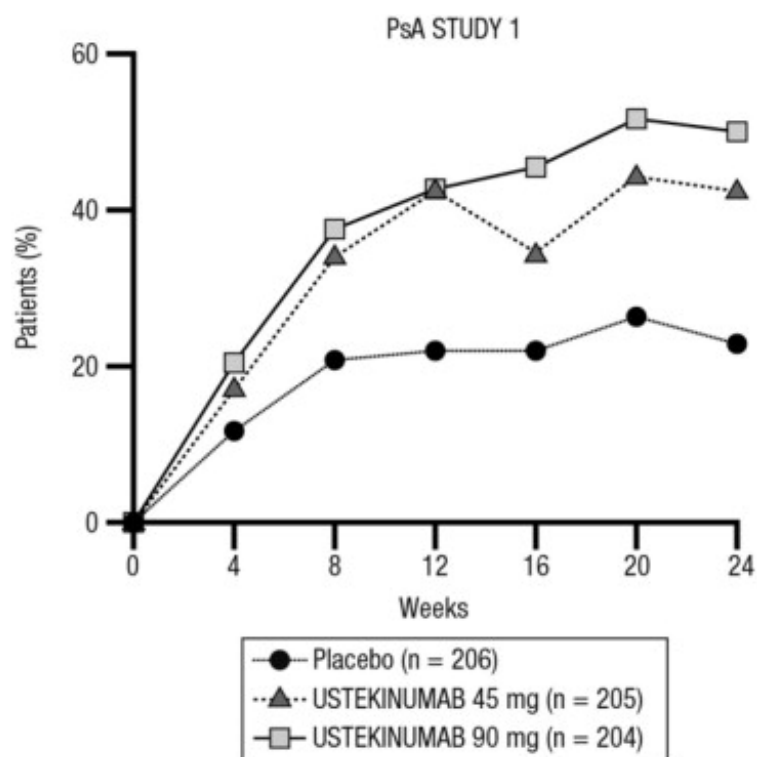 PsA STUDY 1
60
40
20
0
Patients (%)
0 4 8 12 16 20 24
Weeks
Placebo (n = 206)
USTEKINUMAB 45 mg (n = 205)
USTEKINUMAB 90 mg (n = 204)